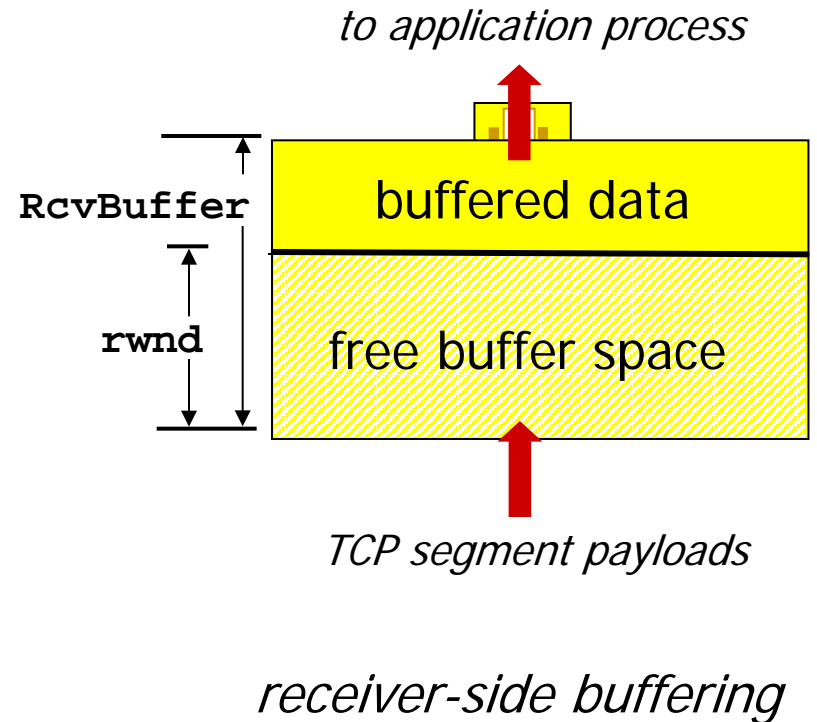 to application process
RcvBuffer
buffered data
rwnd
free buffer space
TCP segment payloads
receiver-side buffering